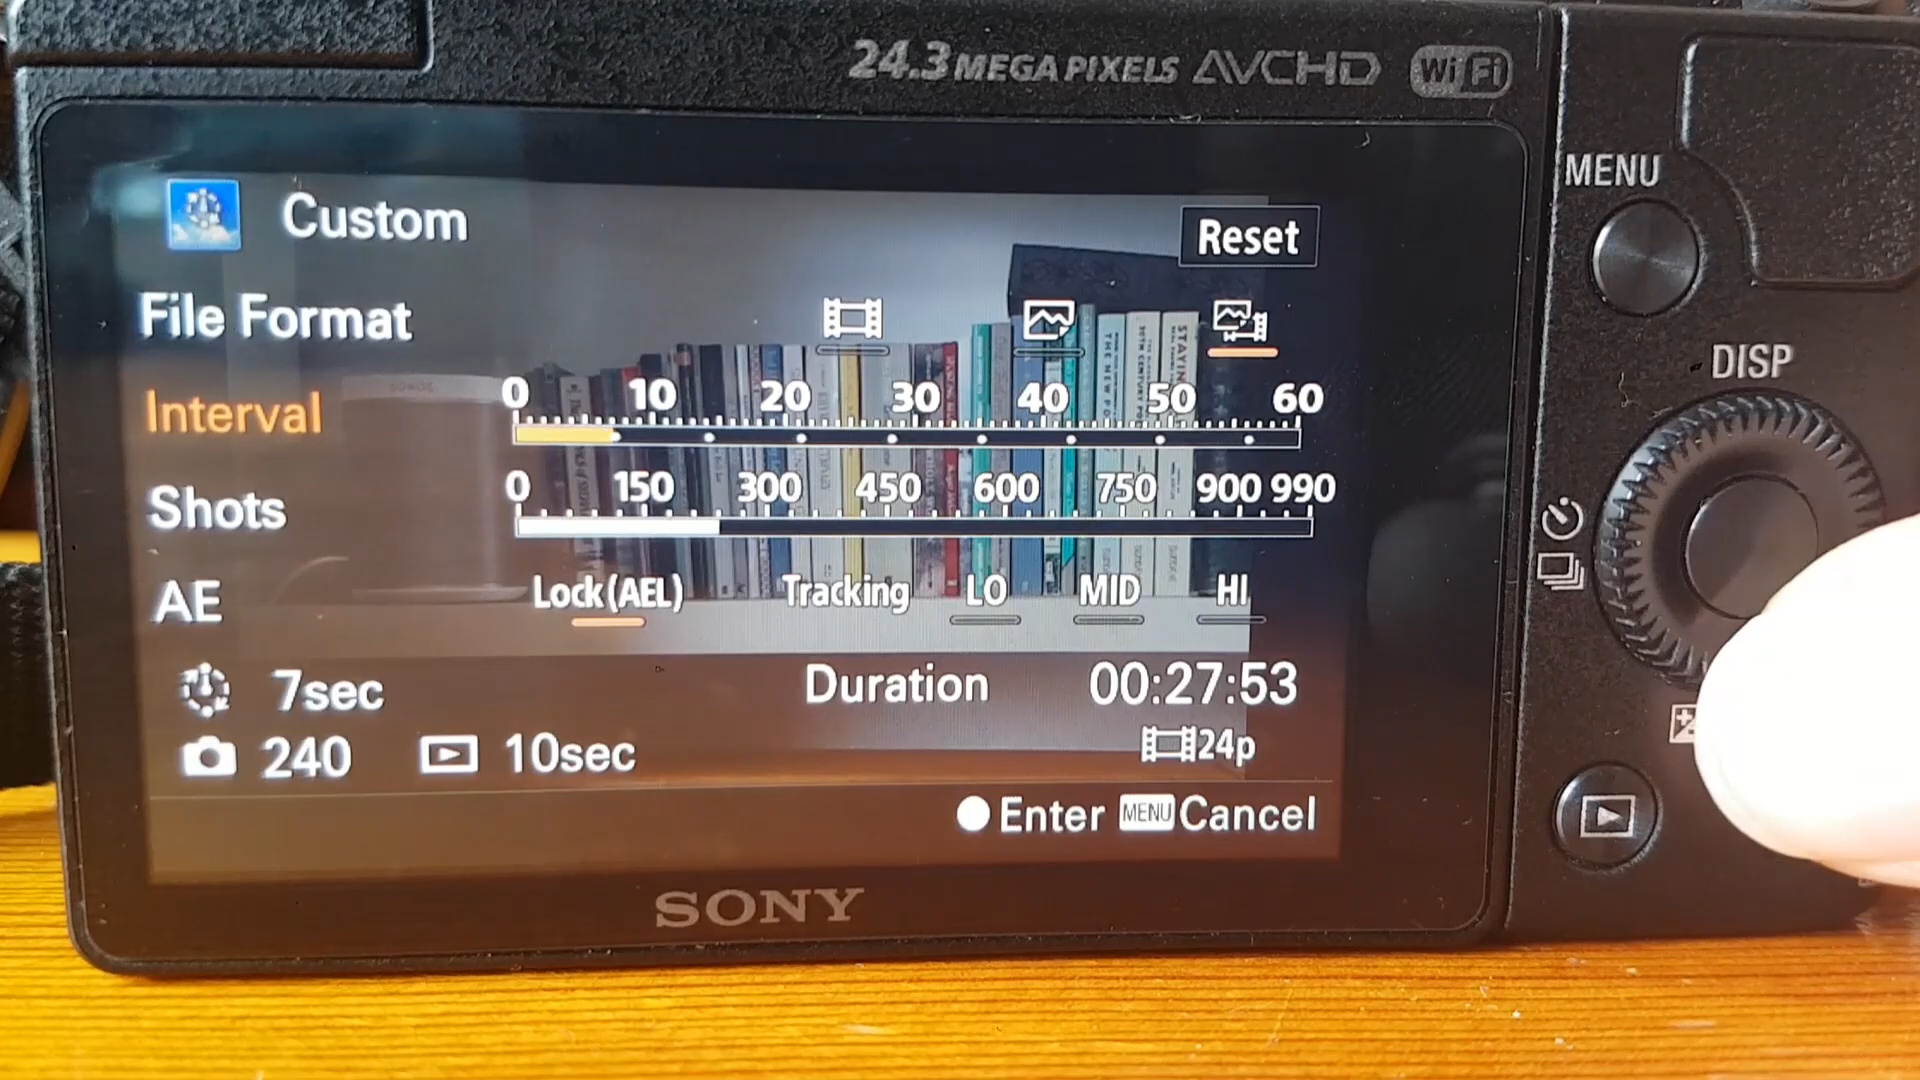 24.3 MEGA PIXELS AVCHD Wi Fi
MENU
Custom
Reset
File Format
DISP
0 10 20 30 40 50 60
Interval
0 150 300 450 600 750 900 990
Shots
Lock(AEL) Tracking LO MID HI
AE
7sec
Duration 00:27:53
240 10sec
24p
Enter MENU Cancel
SONY
SONOS
STAYIN